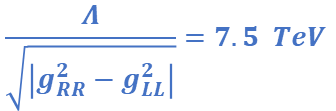 Λ / √|g²_RR − g²_LL| = 7.5 TeV